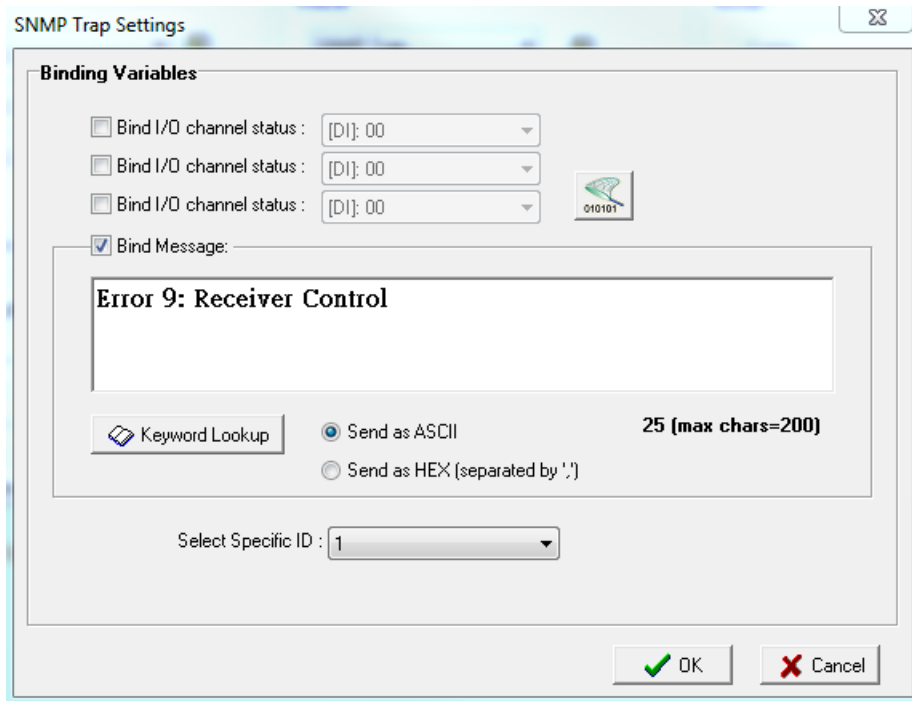 SNMP Trap Settings
Binding Variables
Bind I/O channel status : [DI]: 00
Bind I/O channel status : [DI]: 00
Bind I/O channel status : [DI]: 00
010101
Bind Message:
Error 9: Receiver Control
Keyword Lookup
Send as ASCII
25 (max chars=200)
Send as HEX (separated by ',')
Select Specific ID : 1
OK
Cancel